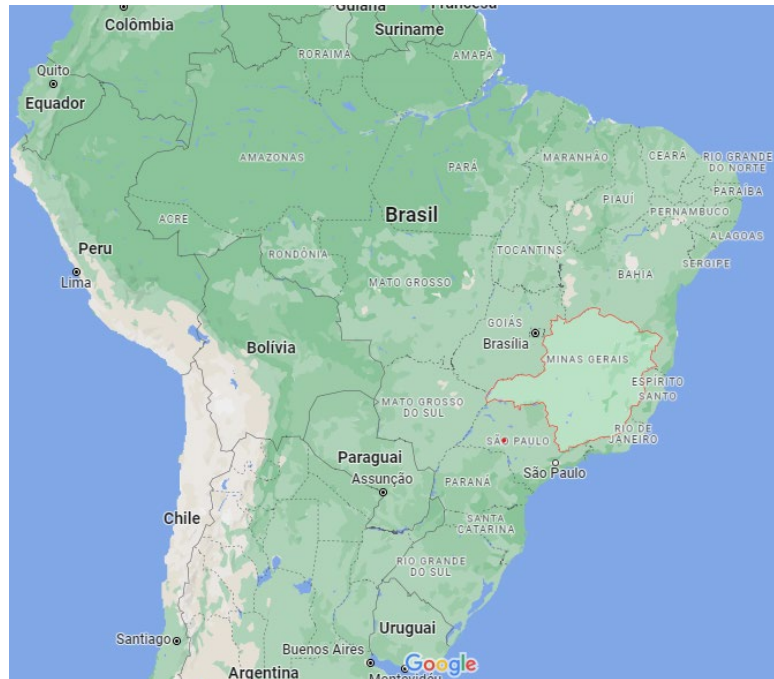 Guiana
Francesa
Colômbia
Suriname
RORAIMA
AMAPÁ
Quito
Equador
AMAZONAS
PARÁ
MARANHÃO
CEARÁ
RIO GRANDE
DO NORTE
PARAÍBA
PIAUÍ
PERNAMBUCO
ACRE
Brasil
ALAGOAS
Peru
RONDÔNIA
TOCANTINS
SERGIPE
Lima
MATO GROSSO
BAHIA
GOIÁS
Brasília
Bolívia
MINAS GERAIS
ESPÍRITO
SANTO
MATO GROSSO
DO SUL
RIO DE
JANEIRO
SÃO PAULO
Paraguai
São Paulo
Assunção
PARANÁ
Chile
SANTA
CATARINA
RIO GRANDE
DO SUL
Uruguai
Santiago
Buenos Aires
Google
Argentina
Montevidéu